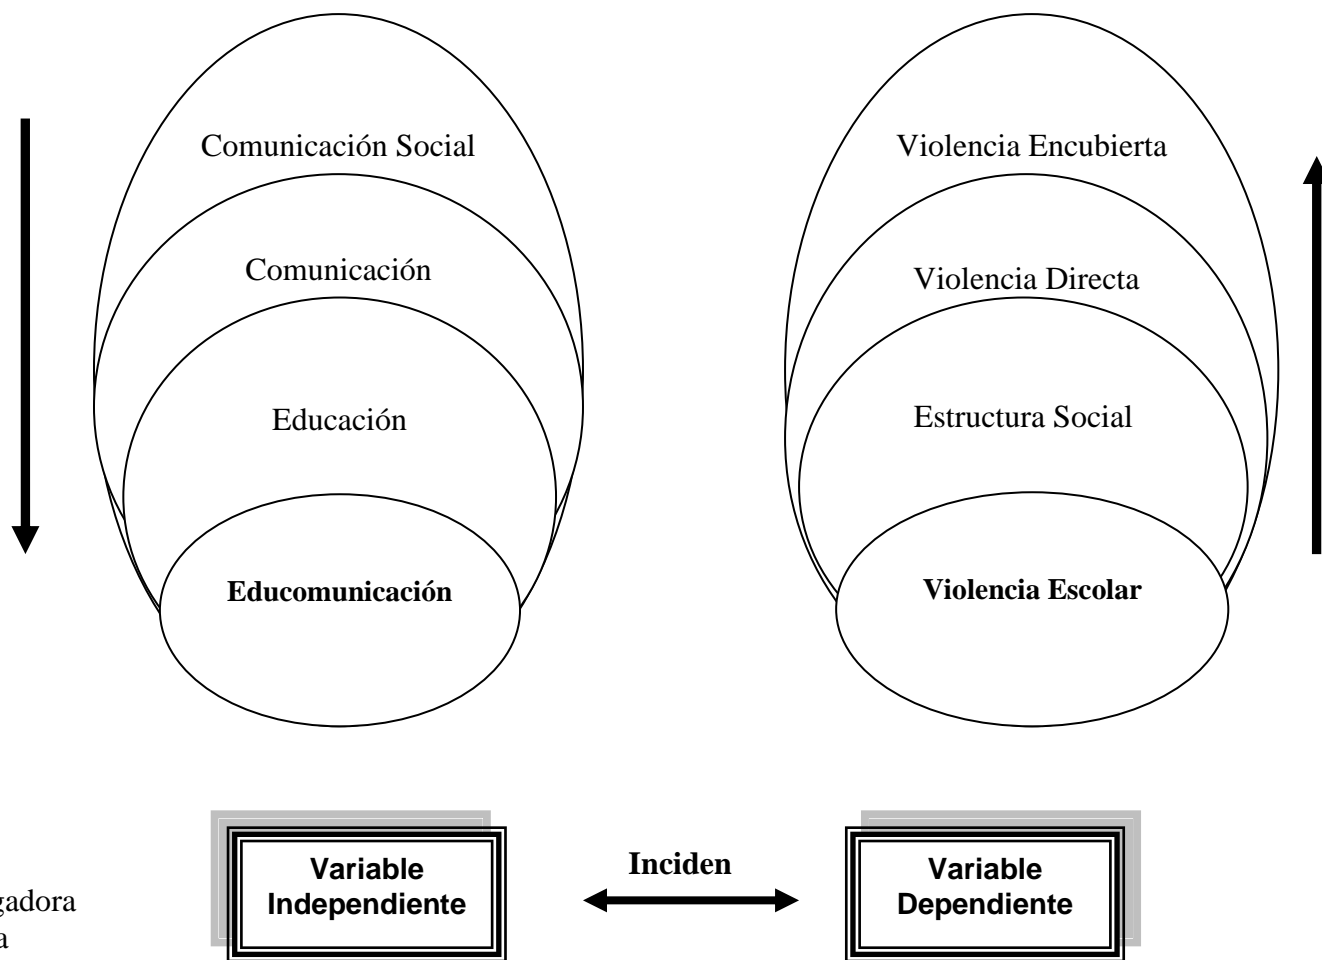 Comunicación Social
Comunicación
Educación
Educomunicación
Violencia Encubierta
Violencia Directa
Estructura Social
Violencia Escolar
Variable
Independiente
Inciden
Variable
Dependiente
gadora
a